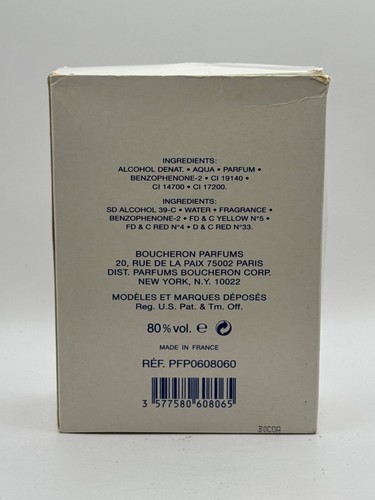 INGREDIENTS:
ALCOHOL DENAT. • AQUA • PARFUM •
BENZOPHENONE-2 • CI 19140 •
CI 14700 • CI 17200.
INGREDIENTS:
SD ALCOHOL 39-C • WATER • FRAGRANCE •
BENZOPHENONE-2 • FD & C YELLOW N°5 •
FD & C RED N°4 • D & C RED N°33.
BOUCHERON PARFUMS
20, RUE DE LA PAIX 75002 PARIS
DIST. PARFUMS BOUCHERON CORP.
NEW YORK, N.Y. 10022
MODÈLES ET MARQUES DÉPOSÉS
Reg. U.S. Pat. & Tm. Off.
80% vol. e
MADE IN FRANCE
RÉF. PFP0608060
3 577580 608065